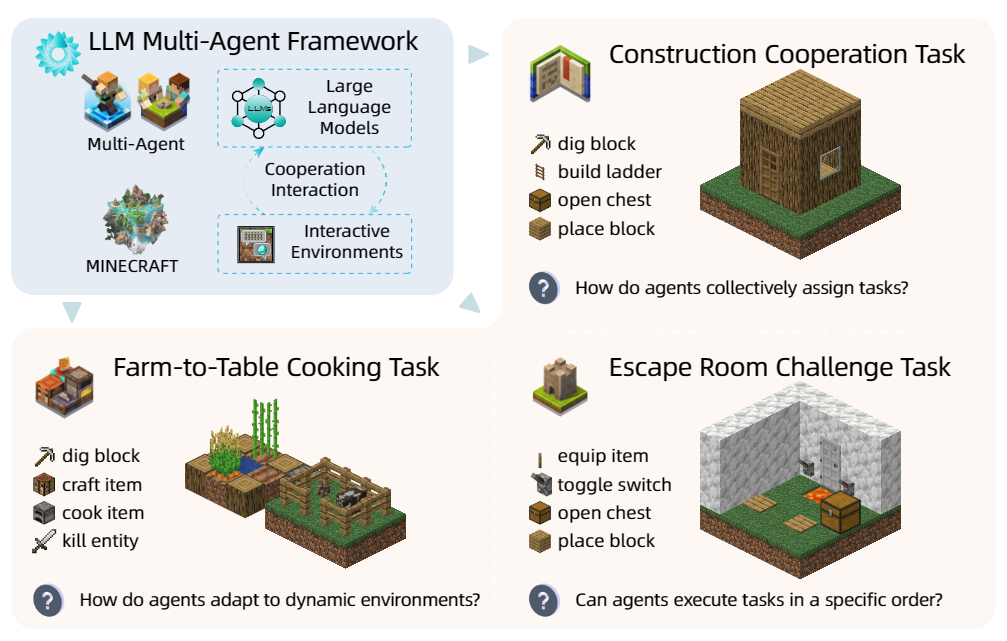 LLM Multi-Agent Framework
Multi-Agent
MINECRAFT
LLMs
Large
Language
Models
Cooperation
Interaction
Interactive
Environments
Construction Cooperation Task
dig block
build ladder
open chest
place block
? How do agents collectively assign tasks?
Farm-to-Table Cooking Task
dig block
craft item
cook item
kill entity
? How do agents adapt to dynamic environments?
Escape Room Challenge Task
equip item
toggle switch
open chest
place block
? Can agents execute tasks in a specific order?